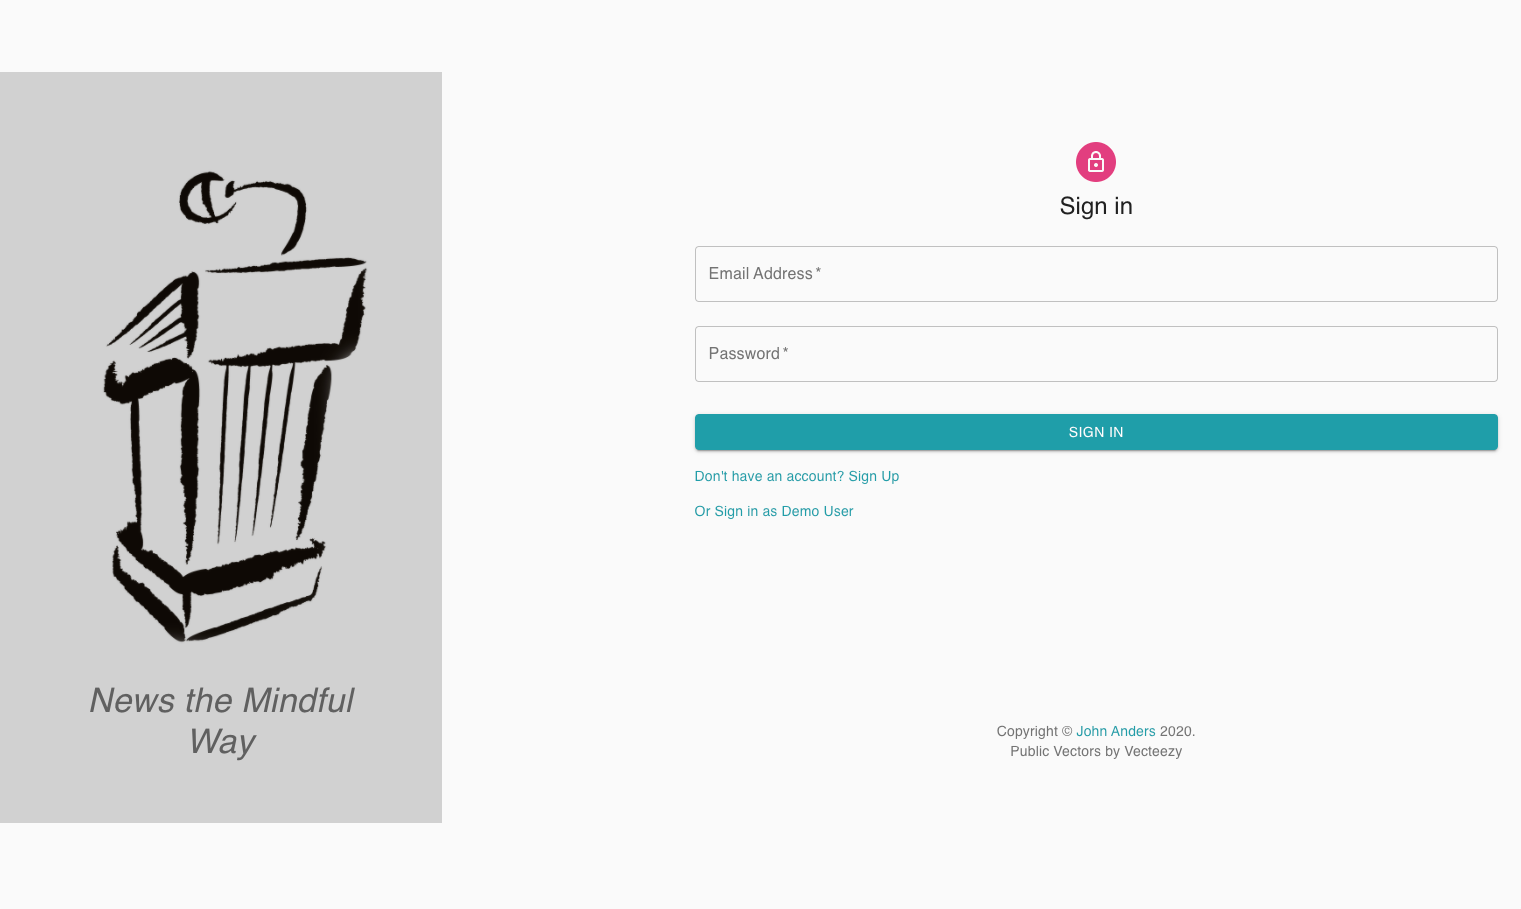 Sign in
Email Address *
Password *
SIGN IN
Don't have an account? Sign Up
Or Sign in as Demo User
News the Mindful
Way
Copyright © John Anders 2020.
Public Vectors by Vecteezy